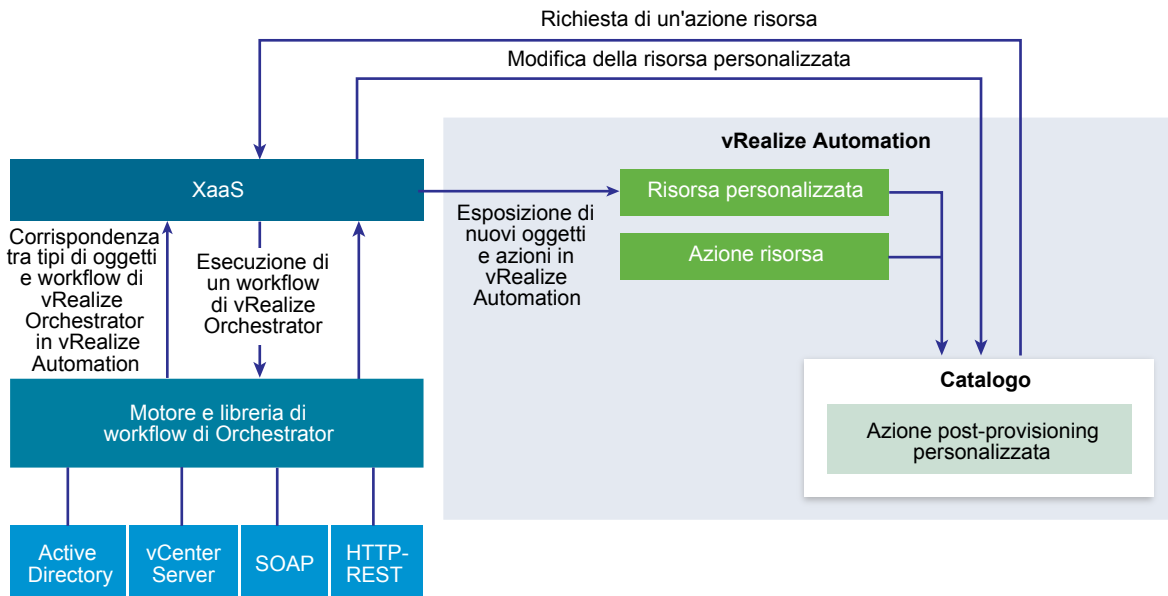 Richiesta di un'azione risorsa
Modifica della risorsa personalizzata
vRealize Automation
XaaS
Risorsa personalizzata
Azione risorsa
Esposizione di
nuovi oggetti
e azioni in
vRealize
Automation
Corrispondenza
tra tipi di oggetti
e workflow di
vRealize
Orchestrator
in vRealize
Automation
Esecuzione di
un workflow
di vRealize
Orchestrator
Catalogo
Azione post-provisioning
personalizzata
Motore e libreria di
workflow di Orchestrator
Active
Directory
vCenter
Server
SOAP
HTTP-
REST